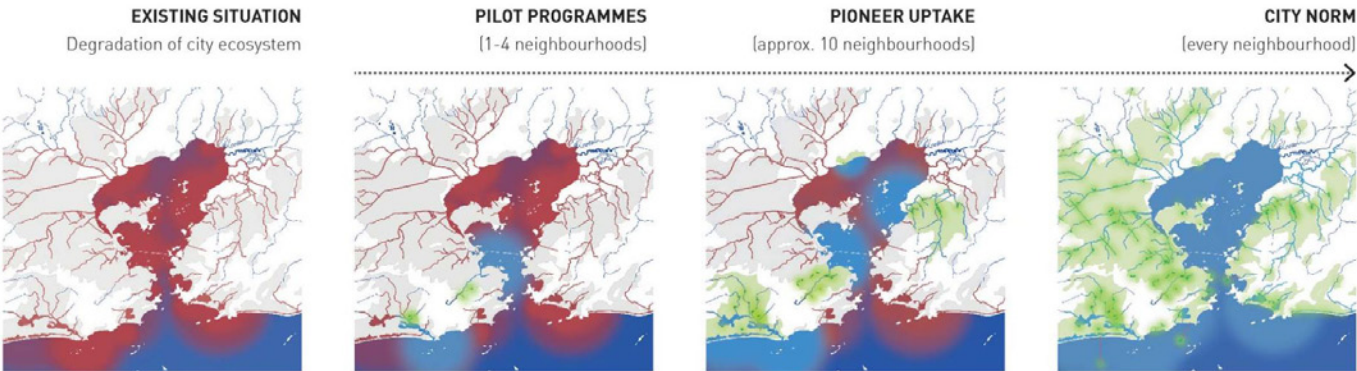 EXISTING SITUATION
Degradation of city ecosystem
PILOT PROGRAMMES
(1-4 neighbourhoods)
PIONEER UPTAKE
(approx. 10 neighbourhoods)
CITY NORM
(every neighbourhood)